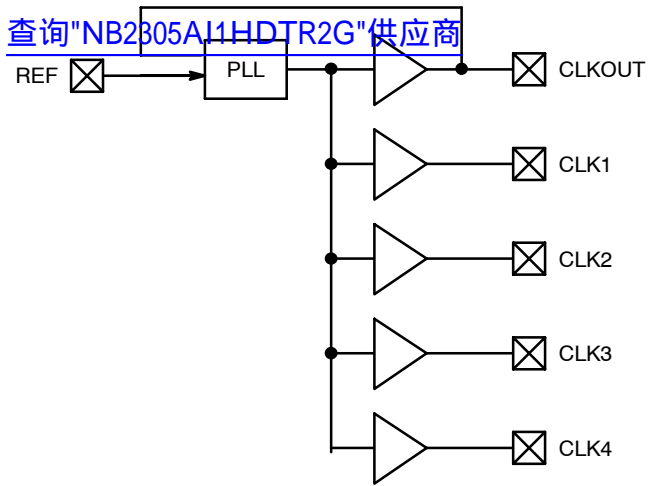 查询"NB2305AI1HDTR2G"供应商
REF
PLL
CLKOUT
CLK1
CLK2
CLK3
CLK4